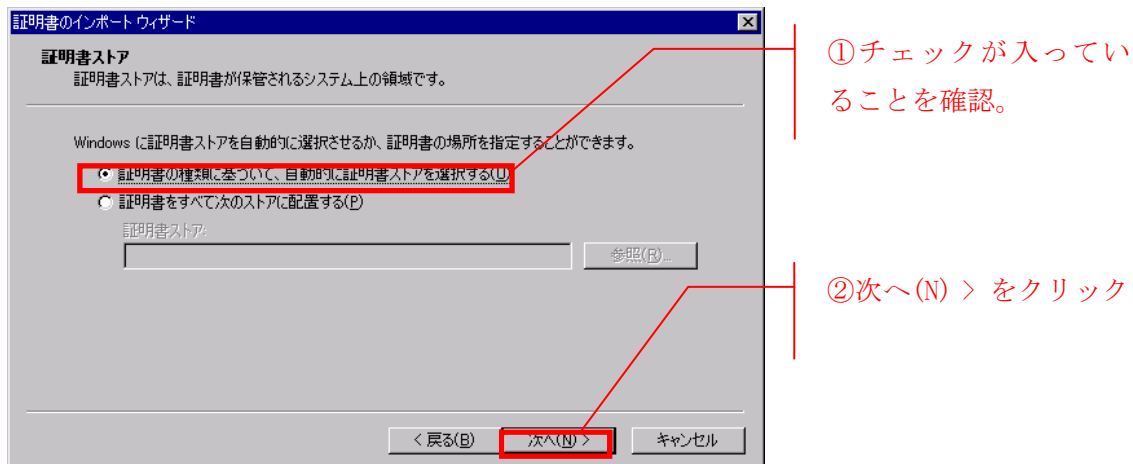 証明書のインポート ウィザード
証明書ストア
証明書ストアは、証明書が保管されるシステム上の領域です。
Windows に証明書ストアを自動的に選択させるか、証明書の場所を指定することができます。
証明書の種類に基づいて、自動的に証明書ストアを選択する(U)
証明書をすべて次のストアに配置する(P)
証明書ストア:
参照(R)...
< 戻る(B)
次へ(N) >
キャンセル
①チェックが入ってい
ることを確認。
②次へ(N) > をクリック